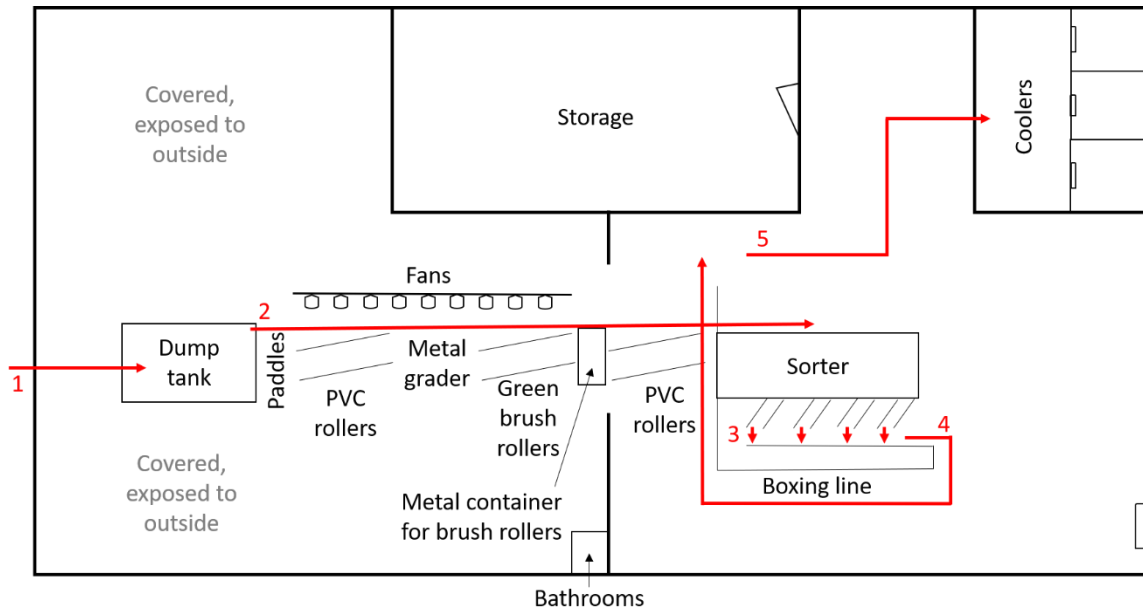 Covered,
exposed to
outside
Storage
Coolers
5
Fans
2
Dump
tank
1
Paddles
PVC
rollers
Metal
grader
Green
brush
rollers
PVC
rollers
Sorter
3
4
Boxing line
Covered,
exposed to
outside
Metal container
for brush rollers
Bathrooms